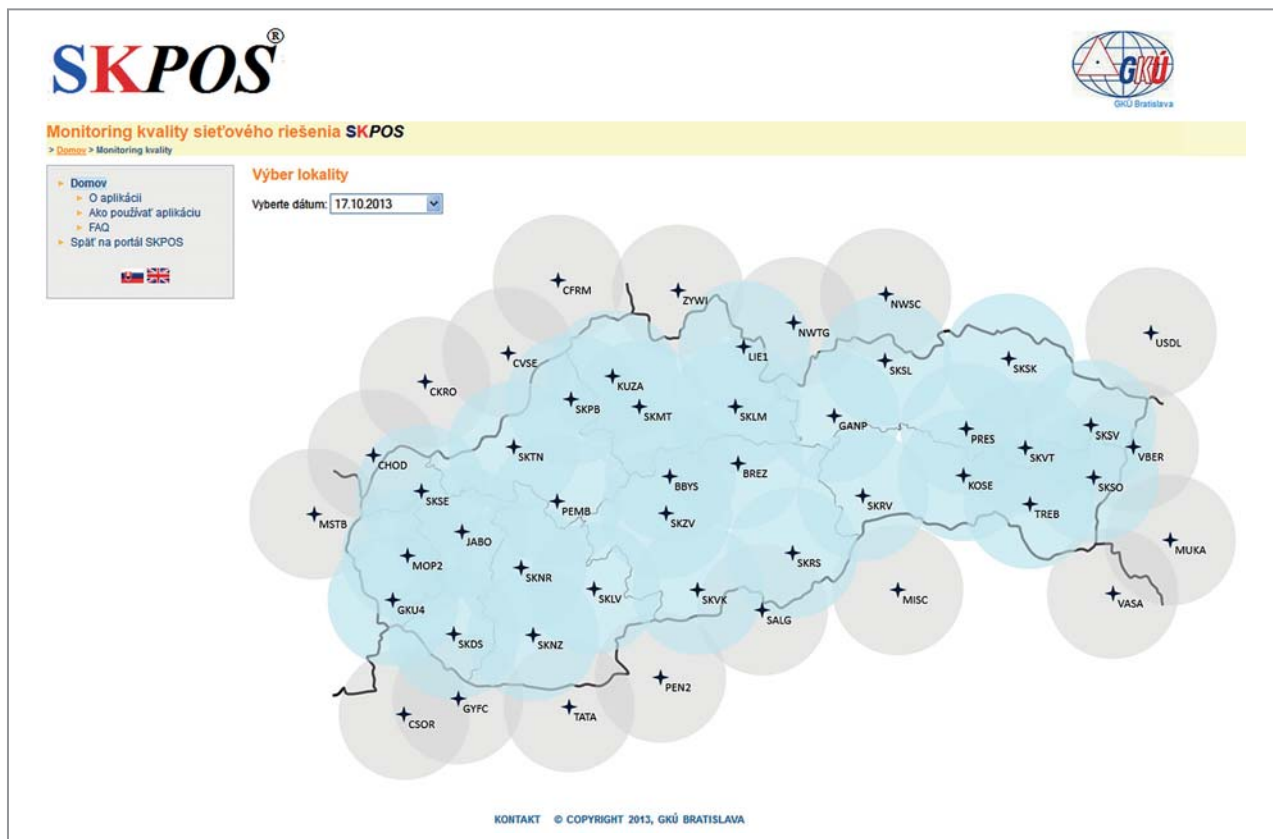 SKPOS®
GKÚ
GKÚ Bratislava
Monitoring kvality sieťového riešenia SKPOS
> Domov > Monitoring kvality
Domov
O aplikácii
Ako používať aplikáciu
FAQ
Späť na portál SKPOS
Výber lokality
Vyberte dátum: 17.10.2013
CFRM
ZYWI
NWSC
NWTG
USDL
CVSE
LIE1
SKSL
SKSK
CKRO
KUZA
SKPB
SKMT
SKLM
GANP
PRES
SKSV
SKVT
VBER
CHOD
SKTN
BREZ
BBYS
KOSE
SKSO
SKSE
PEMB
SKRV
TREB
MSTB
SKZV
JABO
MUKA
MOP2
SKNR
SKRS
SKLV
SKVK
MISC
VASA
GKU4
SALG
SKDS
SKNZ
PEN2
GYFC
TATA
CSOR
KONTAKT © COPYRIGHT 2013, GKÚ BRATISLAVA